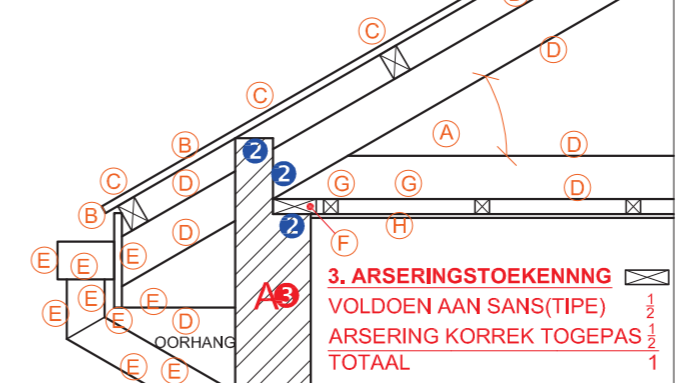 D
C
D
C
A
B
2
D
C
D
2
G
G
D
B
2
H
D
F
E
E
E
E
3. ARSERINGSTOEKENNNG
E
A3
E
E
E
VOLDOEN AAN SANS(TIPE) 1/2
D
OORHANG
ARSERING KORREK TOGEPAS 1/2
TOTAAL 1
E
E